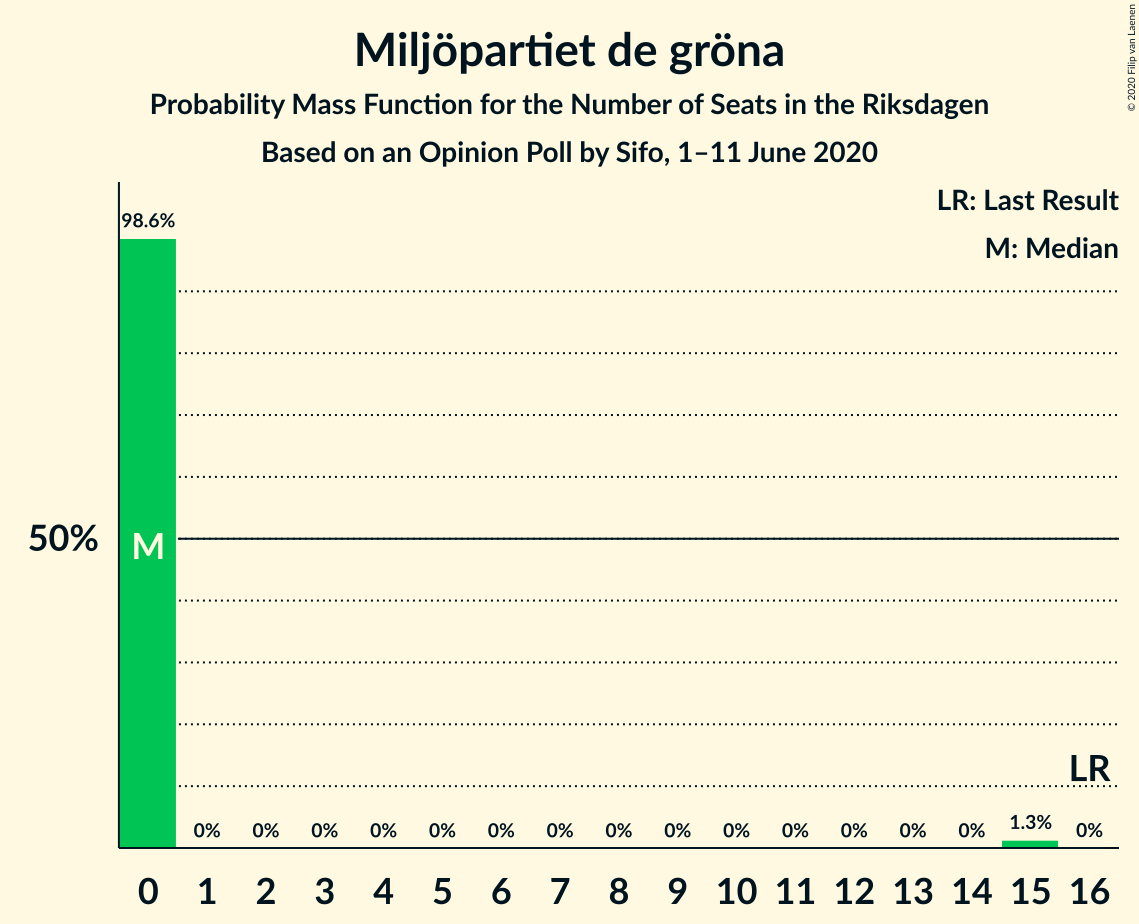 Miljöpartiet de gröna
Probability Mass Function for the Number of Seats in the Riksdagen
Based on an Opinion Poll by Sifo, 1–11 June 2020
© 2020 Filip van Laenen
LR: Last Result
M: Median
98.6%
50%
M
LR
0% 0% 0% 0% 0% 0% 0% 0% 0% 0% 0% 0% 0% 0% 1.3% 0%
0 1 2 3 4 5 6 7 8 9 10 11 12 13 14 15 16